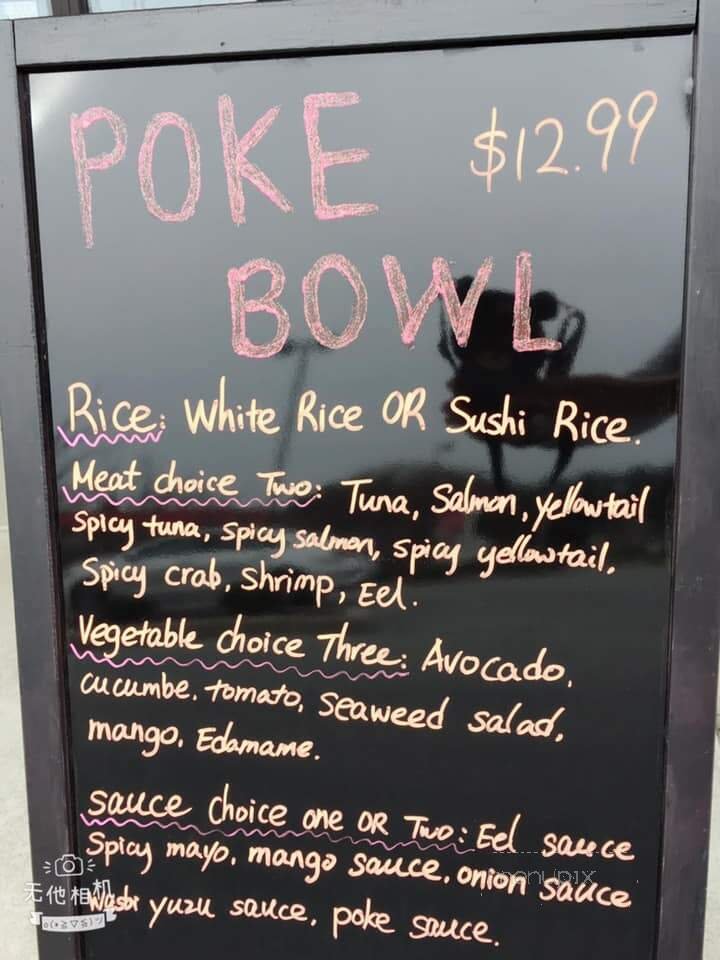 POKE $12.99
BOWL
Rice: White Rice OR Sushi Rice.
Meat choice Two: Tuna, Salmon, yellowtail
Spicy tuna, spicy salmon, spicy yellowtail,
Spicy crab, shrimp, Eel.
Vegetable choice Three: Avocado,
cucumbe, tomato, seaweed salad,
mango, Edamame.
sauce choice one OR Two: Eel sauce
Spicy mayo, mango sauce, onion sauce
Wasbi yuzu sauce, poke sauce.
menupix
无他相机